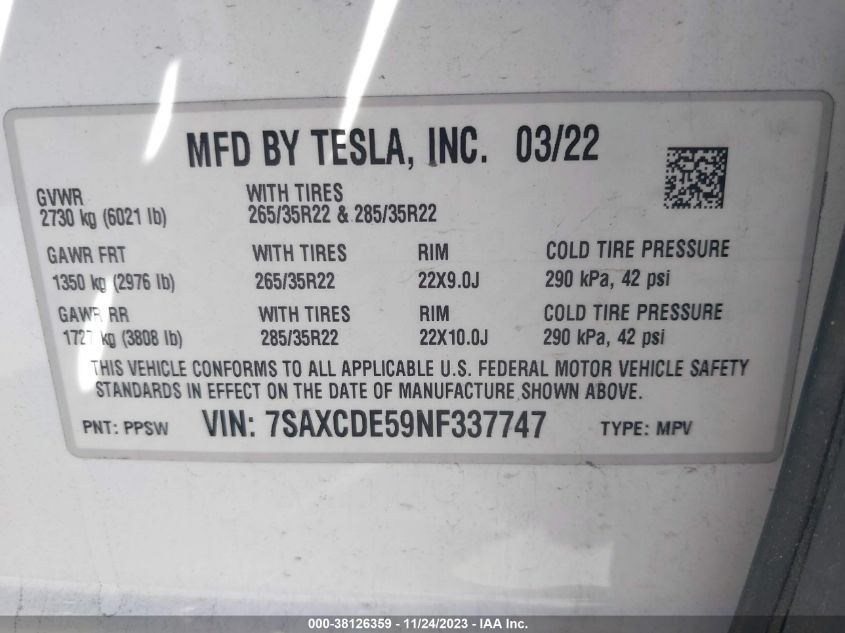 MFD BY TESLA, INC. 03/22
GVWR WITH TIRES
2730 kg (6021 lb) 265/35R22 & 285/35R22
GAWR FRT WITH TIRES RIM COLD TIRE PRESSURE
1350 kg (2976 lb) 265/35R22 22X9.0J 290 kPa, 42 psi
GAWR RR WITH TIRES RIM COLD TIRE PRESSURE
1727 kg (3808 lb) 285/35R22 22X10.0J 290 kPa, 42 psi
THIS VEHICLE CONFORMS TO ALL APPLICABLE U.S. FEDERAL MOTOR VEHICLE SAFETY
STANDARDS IN EFFECT ON THE DATE OF MANUFACTURE SHOWN ABOVE.
PNT: PPSW VIN: 7SAXCDE59NF337747 TYPE: MPV
000-38126359 - 11/24/2023 - IAA Inc.